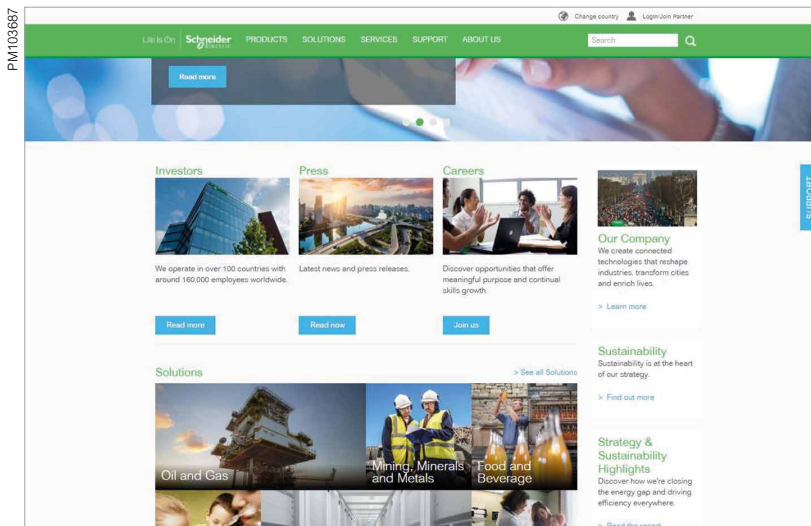 PM103687
Change country Login/Join Partner
Life Is On Schneider Electric PRODUCTS SOLUTIONS SERVICES SUPPORT ABOUT US Search
Read more
SUPPORT
Investors
We operate in over 100 countries with
around 160,000 employees worldwide.
Read more
Press
Latest news and press releases.
Read now
Careers
Discover opportunities that offer
meaningful purpose and continual
skills growth.
Join us
Our Company
We create connected
technologies that reshape
industries, transform cities
and enrich lives.
> Learn more
Sustainability
Sustainability is at the heart
of our strategy.
> Find out more
Strategy &
Sustainability
Highlights
Discover how we're closing
the energy gap and driving
efficiency everywhere.
> Read the report
Solutions
> See all Solutions
Oil and Gas
Mining, Minerals
and Metals
Food and
Beverage